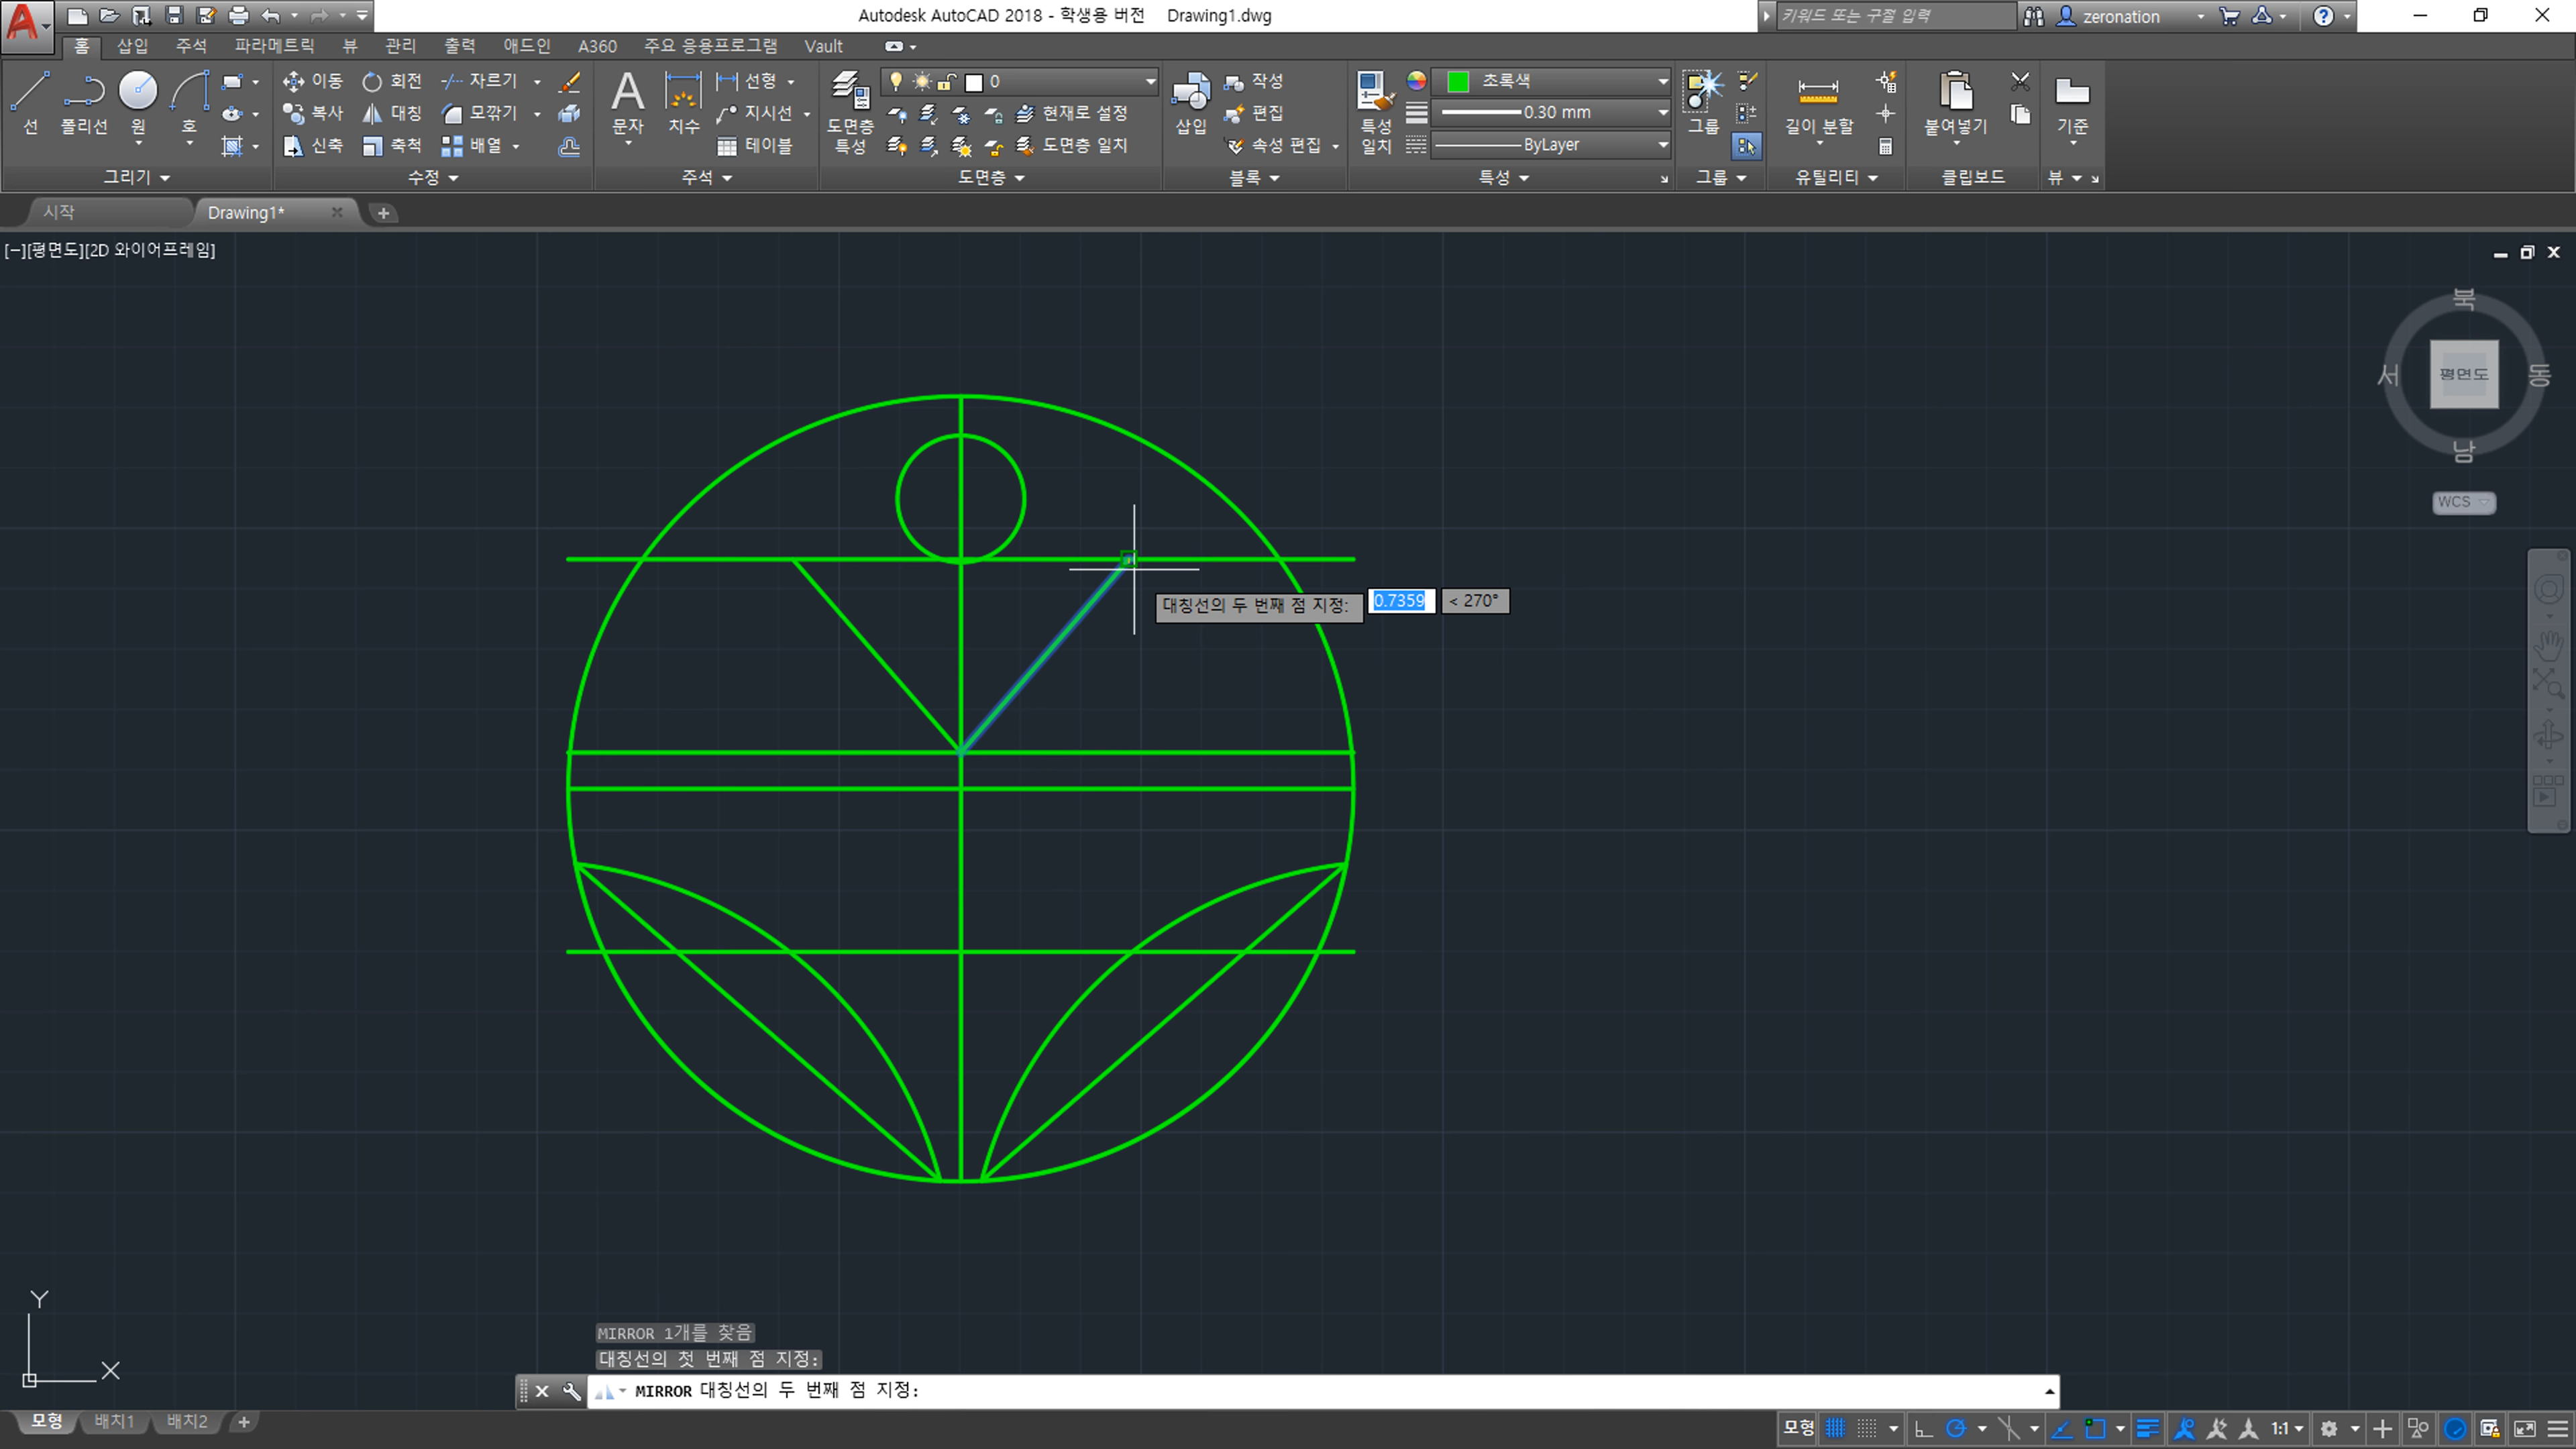 Autodesk AutoCAD 2018 - 학생용 버전 Drawing1.dwg
키워드 또는 구절 입력
zeronation
홈 삽입 주석 파라메트릭 뷰 관리 출력 애드인 A360 주요 응용프로그램 Vault
선 폴리선 원 호
그리기
이동 회전 자르기
복사 대칭 모깎기
신축 축척 배열
수정
문자 치수
선형
지시선
테이블
주석
도면층 특성
0
현재로 설정
도면층 일치
도면층
삽입
작성
편집
속성 편집
블록
특성 일치
초록색
0.30 mm
ByLayer
특성
그룹
그룹
길이 분할
유틸리티
붙여넣기
클립보드
기준
뷰
시작 Drawing1*
[−][평면도][2D 와이어프레임]
북
서 평면도 동
남
WCS
대칭선의 두 번째 점 지정: 0.7359 < 270°
Y
X
MIRROR 1개를 찾음
대칭선의 첫 번째 점 지정:
MIRROR 대칭선의 두 번째 점 지정:
모형 배치1 배치2 +
모형 1:1